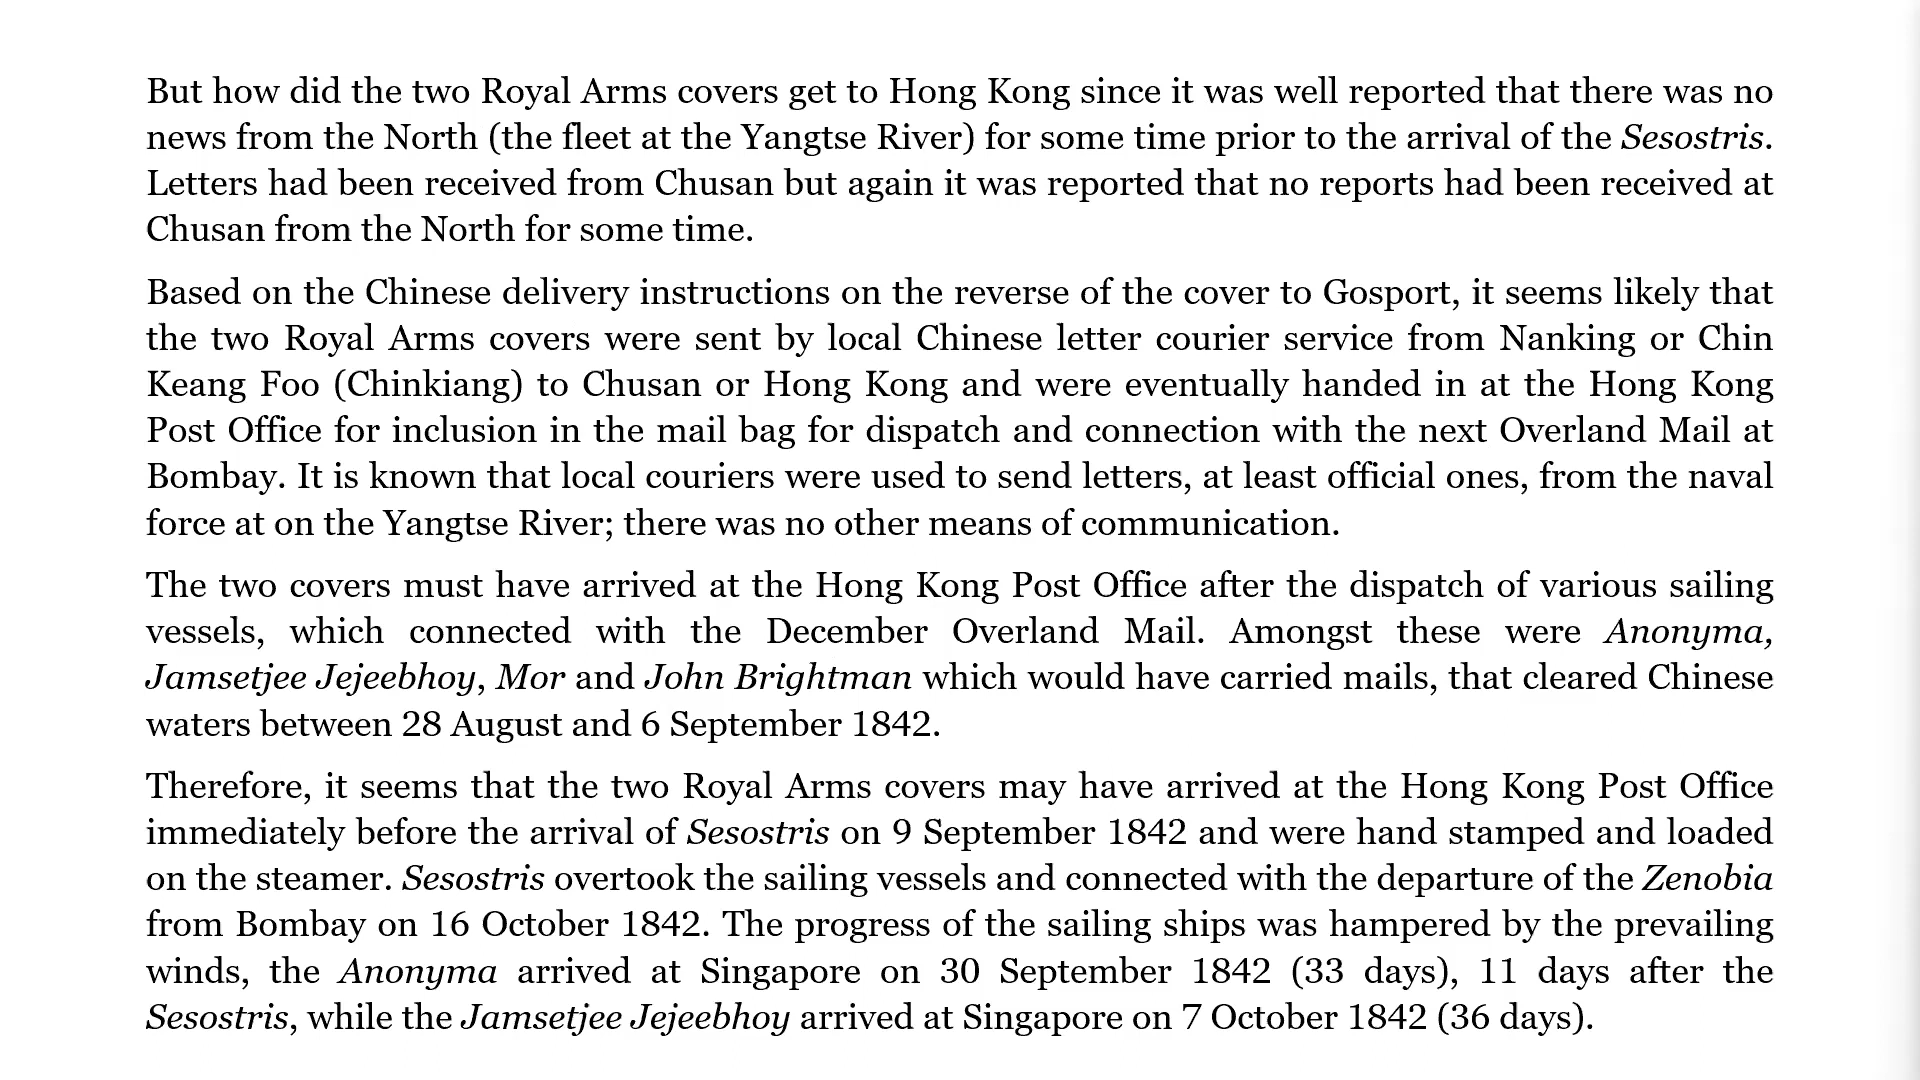 But how did the two Royal Arms covers get to Hong Kong since it was well reported that there was no
news from the North (the fleet at the Yangtse River) for some time prior to the arrival of the Sesostris.
Letters had been received from Chusan but again it was reported that no reports had been received at
Chusan from the North for some time.
Based on the Chinese delivery instructions on the reverse of the cover to Gosport, it seems likely that
the two Royal Arms covers were sent by local Chinese letter courier service from Nanking or Chin
Keang Foo (Chinkiang) to Chusan or Hong Kong and were eventually handed in at the Hong Kong
Post Office for inclusion in the mail bag for dispatch and connection with the next Overland Mail at
Bombay. It is known that local couriers were used to send letters, at least official ones, from the naval
force at on the Yangtse River; there was no other means of communication.
The two covers must have arrived at the Hong Kong Post Office after the dispatch of various sailing
vessels, which connected with the December Overland Mail. Amongst these were Anonyma,
Jamsetjee Jejeebhoy, Mor and John Brightman which would have carried mails, that cleared Chinese
waters between 28 August and 6 September 1842.
Therefore, it seems that the two Royal Arms covers may have arrived at the Hong Kong Post Office
immediately before the arrival of Sesostris on 9 September 1842 and were hand stamped and loaded
on the steamer. Sesostris overtook the sailing vessels and connected with the departure of the Zenobia
from Bombay on 16 October 1842. The progress of the sailing ships was hampered by the prevailing
winds, the Anonyma arrived at Singapore on 30 September 1842 (33 days), 11 days after the
Sesostris, while the Jamsetjee Jejeebhoy arrived at Singapore on 7 October 1842 (36 days).